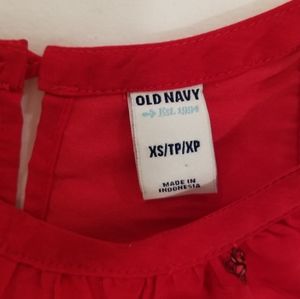 OLD NAVY
Est. 1994
XS/TP/XP
MADE IN
INDONESIA